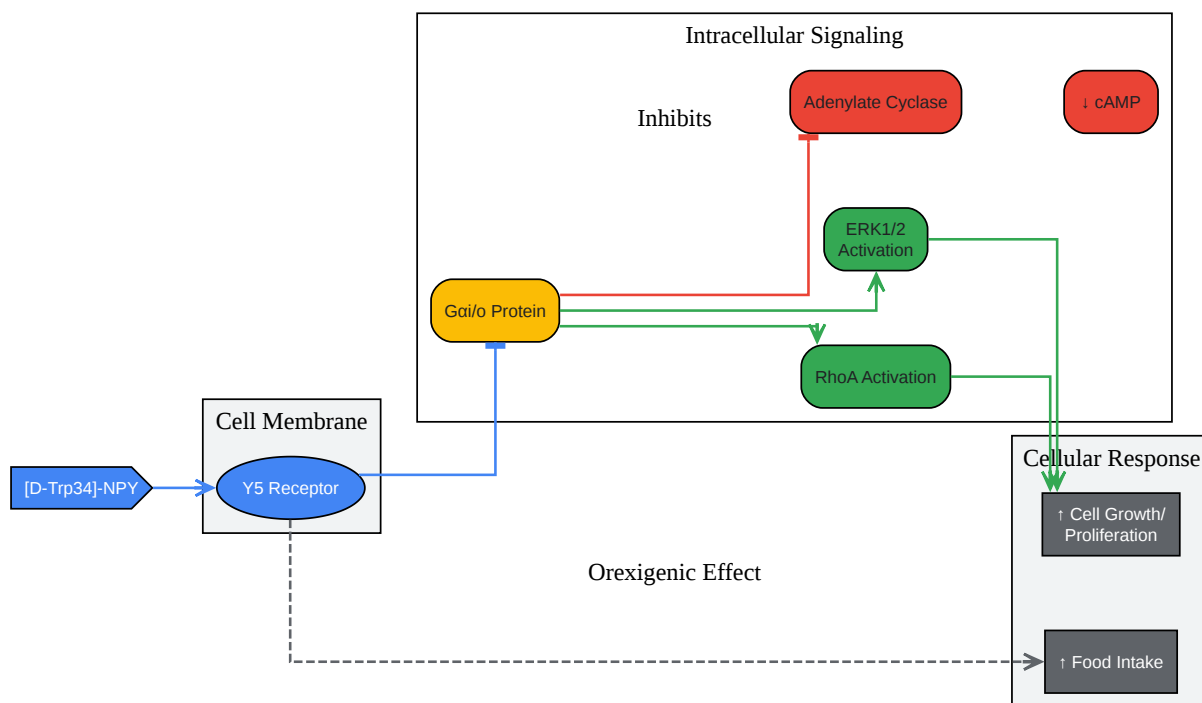 Intracellular Signaling
Adenylate Cyclase
↓ cAMP
Inhibits
ERK1/2
Activation
Gαi/o Protein
RhoA Activation
Cell Membrane
Y5 Receptor
[D-Trp34]-NPY
Cellular Response
↑ Cell Growth/
Proliferation
Orexigenic Effect
↑ Food Intake